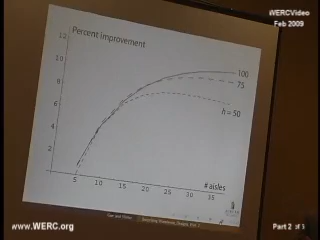 WERCVideo
Feb 2009
Percent improvement
12
10
8
6
4
2
100
75
h = 50
# aisles
5
10
15
20
25
30
35
www.WERC.org
Part 2 of